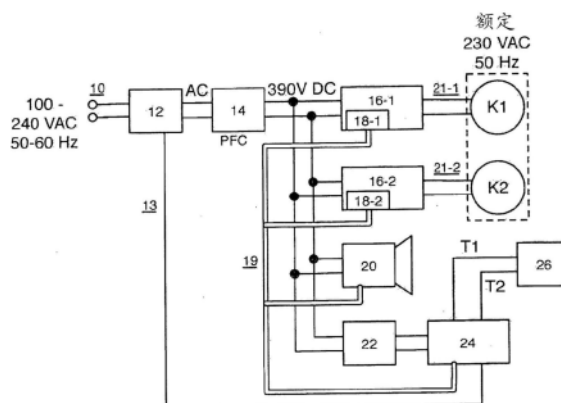 额定
230 VAC
50 Hz
10
100 -
240 VAC
50-60 Hz
12
AC
14
PFC
390V DC
16-1
18-1
21-1
K1
16-2
18-2
21-2
K2
13
19
20
T1
T2
26
22
24